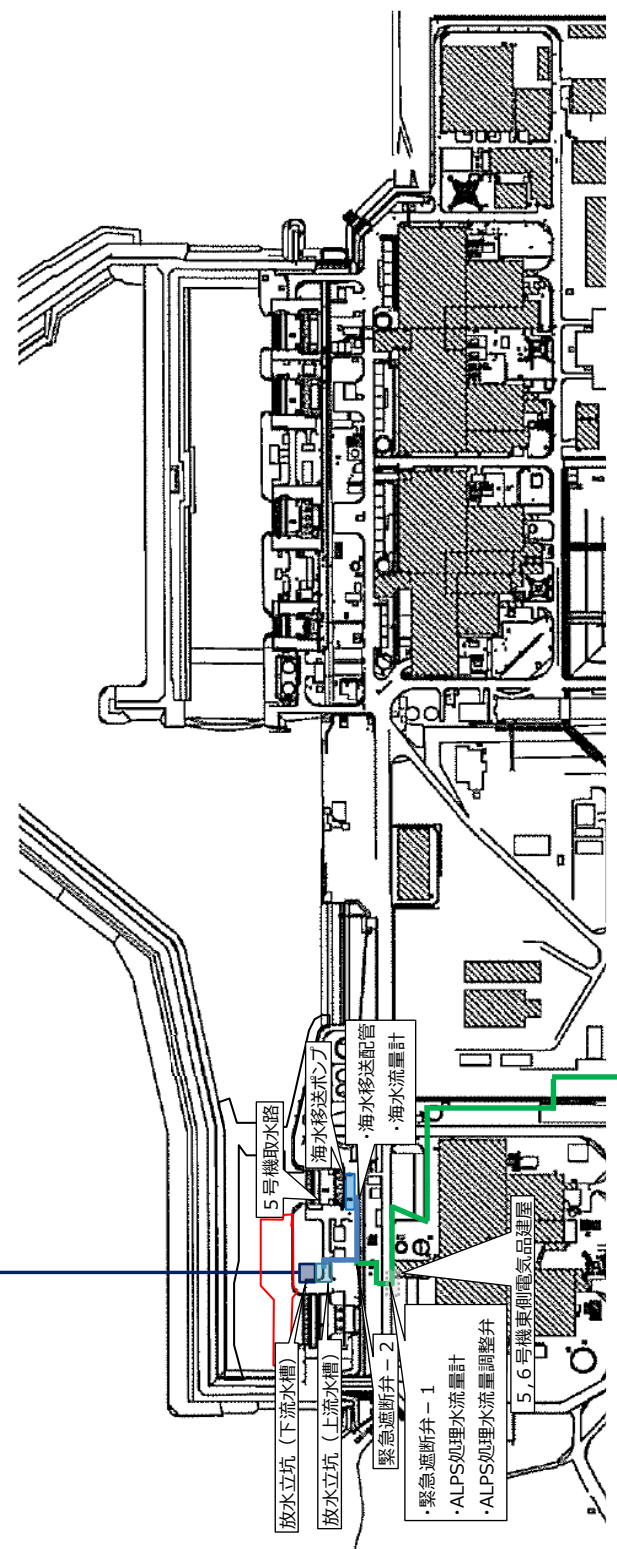 ５号機取水路
海水移送ポンプ
・海水移送配管
・海水流量計
放水立坑（下流水槽）
放水立坑（上流水槽）
緊急遮断弁－２
・緊急遮断弁－１
・ALPS処理水流量計
・ALPS処理水流量調整弁
５,６号機東側電気品建屋